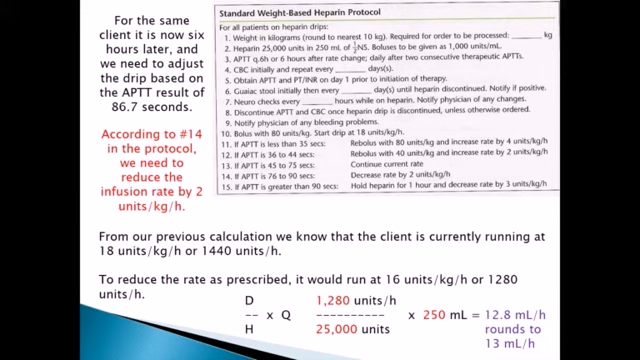 For the same
client it is now six
hours later, and
we need to adjust
the drip based on
the APTT result of
86.7 seconds.
According to #14
in the protocol,
we need to
reduce the
infusion rate by 2
units/kg/h.
Standard Weight-Based Heparin Protocol
For all patients on heparin drips:
1. Weight in kilograms (round to nearest 10 kg). Required for order to be processed: ______ kg
2. Heparin 25,000 units in 250 mL of ½NS. Boluses to be given as 1,000 units/mL.
3. APTT q.6h or 6 hours after rate change; daily after two consecutive therapeutic APTTs.
4. CBC initially and repeat every ______ days(s).
5. Obtain APTT and PT/INR on day 1 prior to initiation of therapy.
6. Guaiac stool initially then every ______ day(s) until heparin discontinued. Notify if positive.
7. Neuro checks every ______ hours while on heparin. Notify physician of any changes.
8. Discontinue APTT and CBC once heparin drip is discontinued, unless otherwise ordered.
9. Notify physician of any bleeding problems.
10. Bolus with 80 units/kg. Start drip at 18 units/kg/h.
11. If APTT is less than 35 secs: Rebolus with 80 units/kg and increase rate by 4 units/kg/h
12. If APTT is 36 to 44 secs: Rebolus with 40 units/kg and increase rate by 2 units/kg/h
13. If APTT is 45 to 75 secs: Continue current rate
14. If APTT is 76 to 90 secs: Decrease rate by 2 units/kg/h
15. If APTT is greater than 90 secs: Hold heparin for 1 hour and decrease rate by 3 units/kg/h
From our previous calculation we know that the client is currently running at
18 units/kg/h or 1440 units/h.
To reduce the rate as prescribed, it would run at 16 units/kg/h or 1280
units/h.
D 1,280 units/h
-- x Q ---------- x 250 mL = 12.8 mL/h
H 25,000 units rounds to
13 mL/h